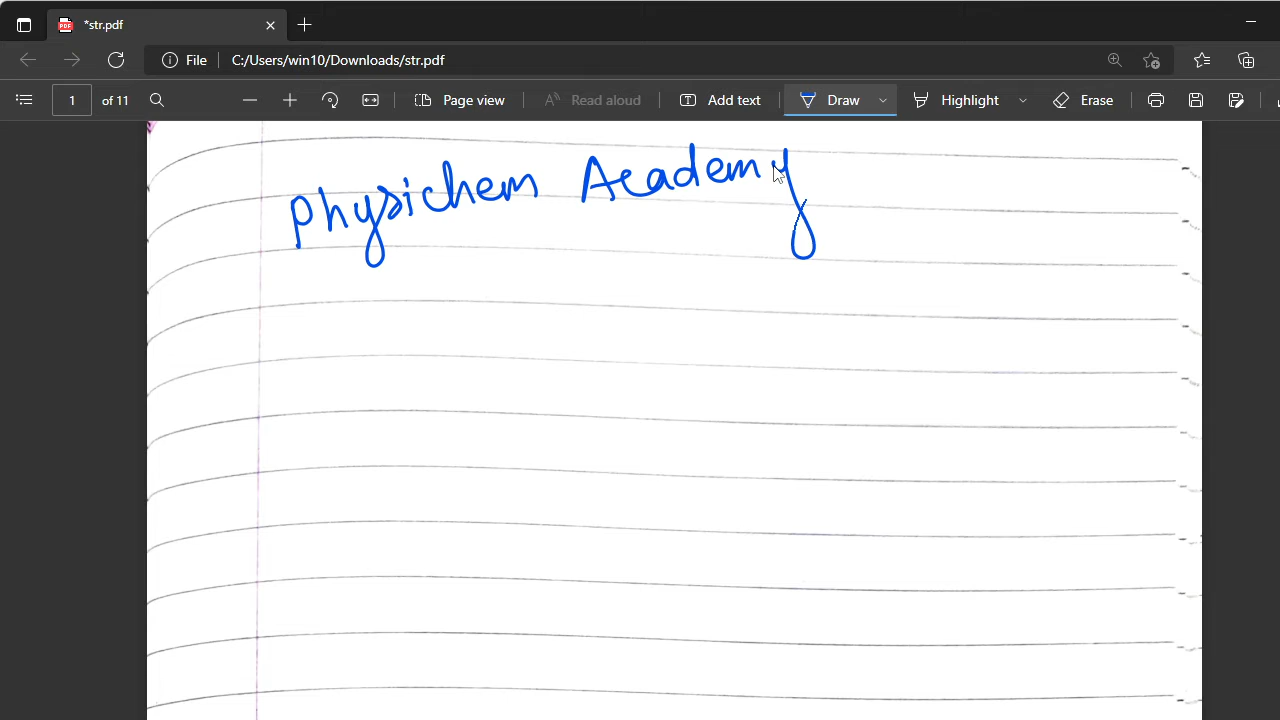 *str.pdf
File
C:/Users/win10/Downloads/str.pdf
1 of 11
Page view
Read aloud
Add text
Draw
Highlight
Erase
Physichem Academy